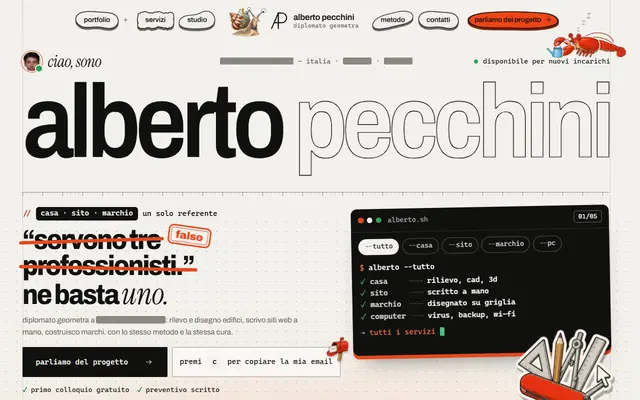 portfolio +
servizi
studio
AP
alberto pecchini
diplomato geometra
metodo
contatti
parliamo del progetto →
z z z
ciao, sono
— italia ·
·
disponibile per nuovi incarichi
alberto pecchini
// casa · sito · marchio un solo referente
“servono tre
professionisti.”
falso
ne basta uno.
diplomato geometra a : rilievo e disegno edifici, scrivo siti web a
mano, costruisco marchi. con lo stesso metodo e la stessa cura.
parliamo del progetto →
premi c per copiare la mia email
✓ primo colloquio gratuito ✓ preventivo scritto
alberto.sh
01/05
--tutto
--casa
--sito
--marchio
--pc
$ alberto --tutto
✓ casa rilievo, cad, 3d
✓ sito scritto a mano
✓ marchio disegnato su griglia
✓ computer virus, backup, wi-fi
→ tutti i servizi